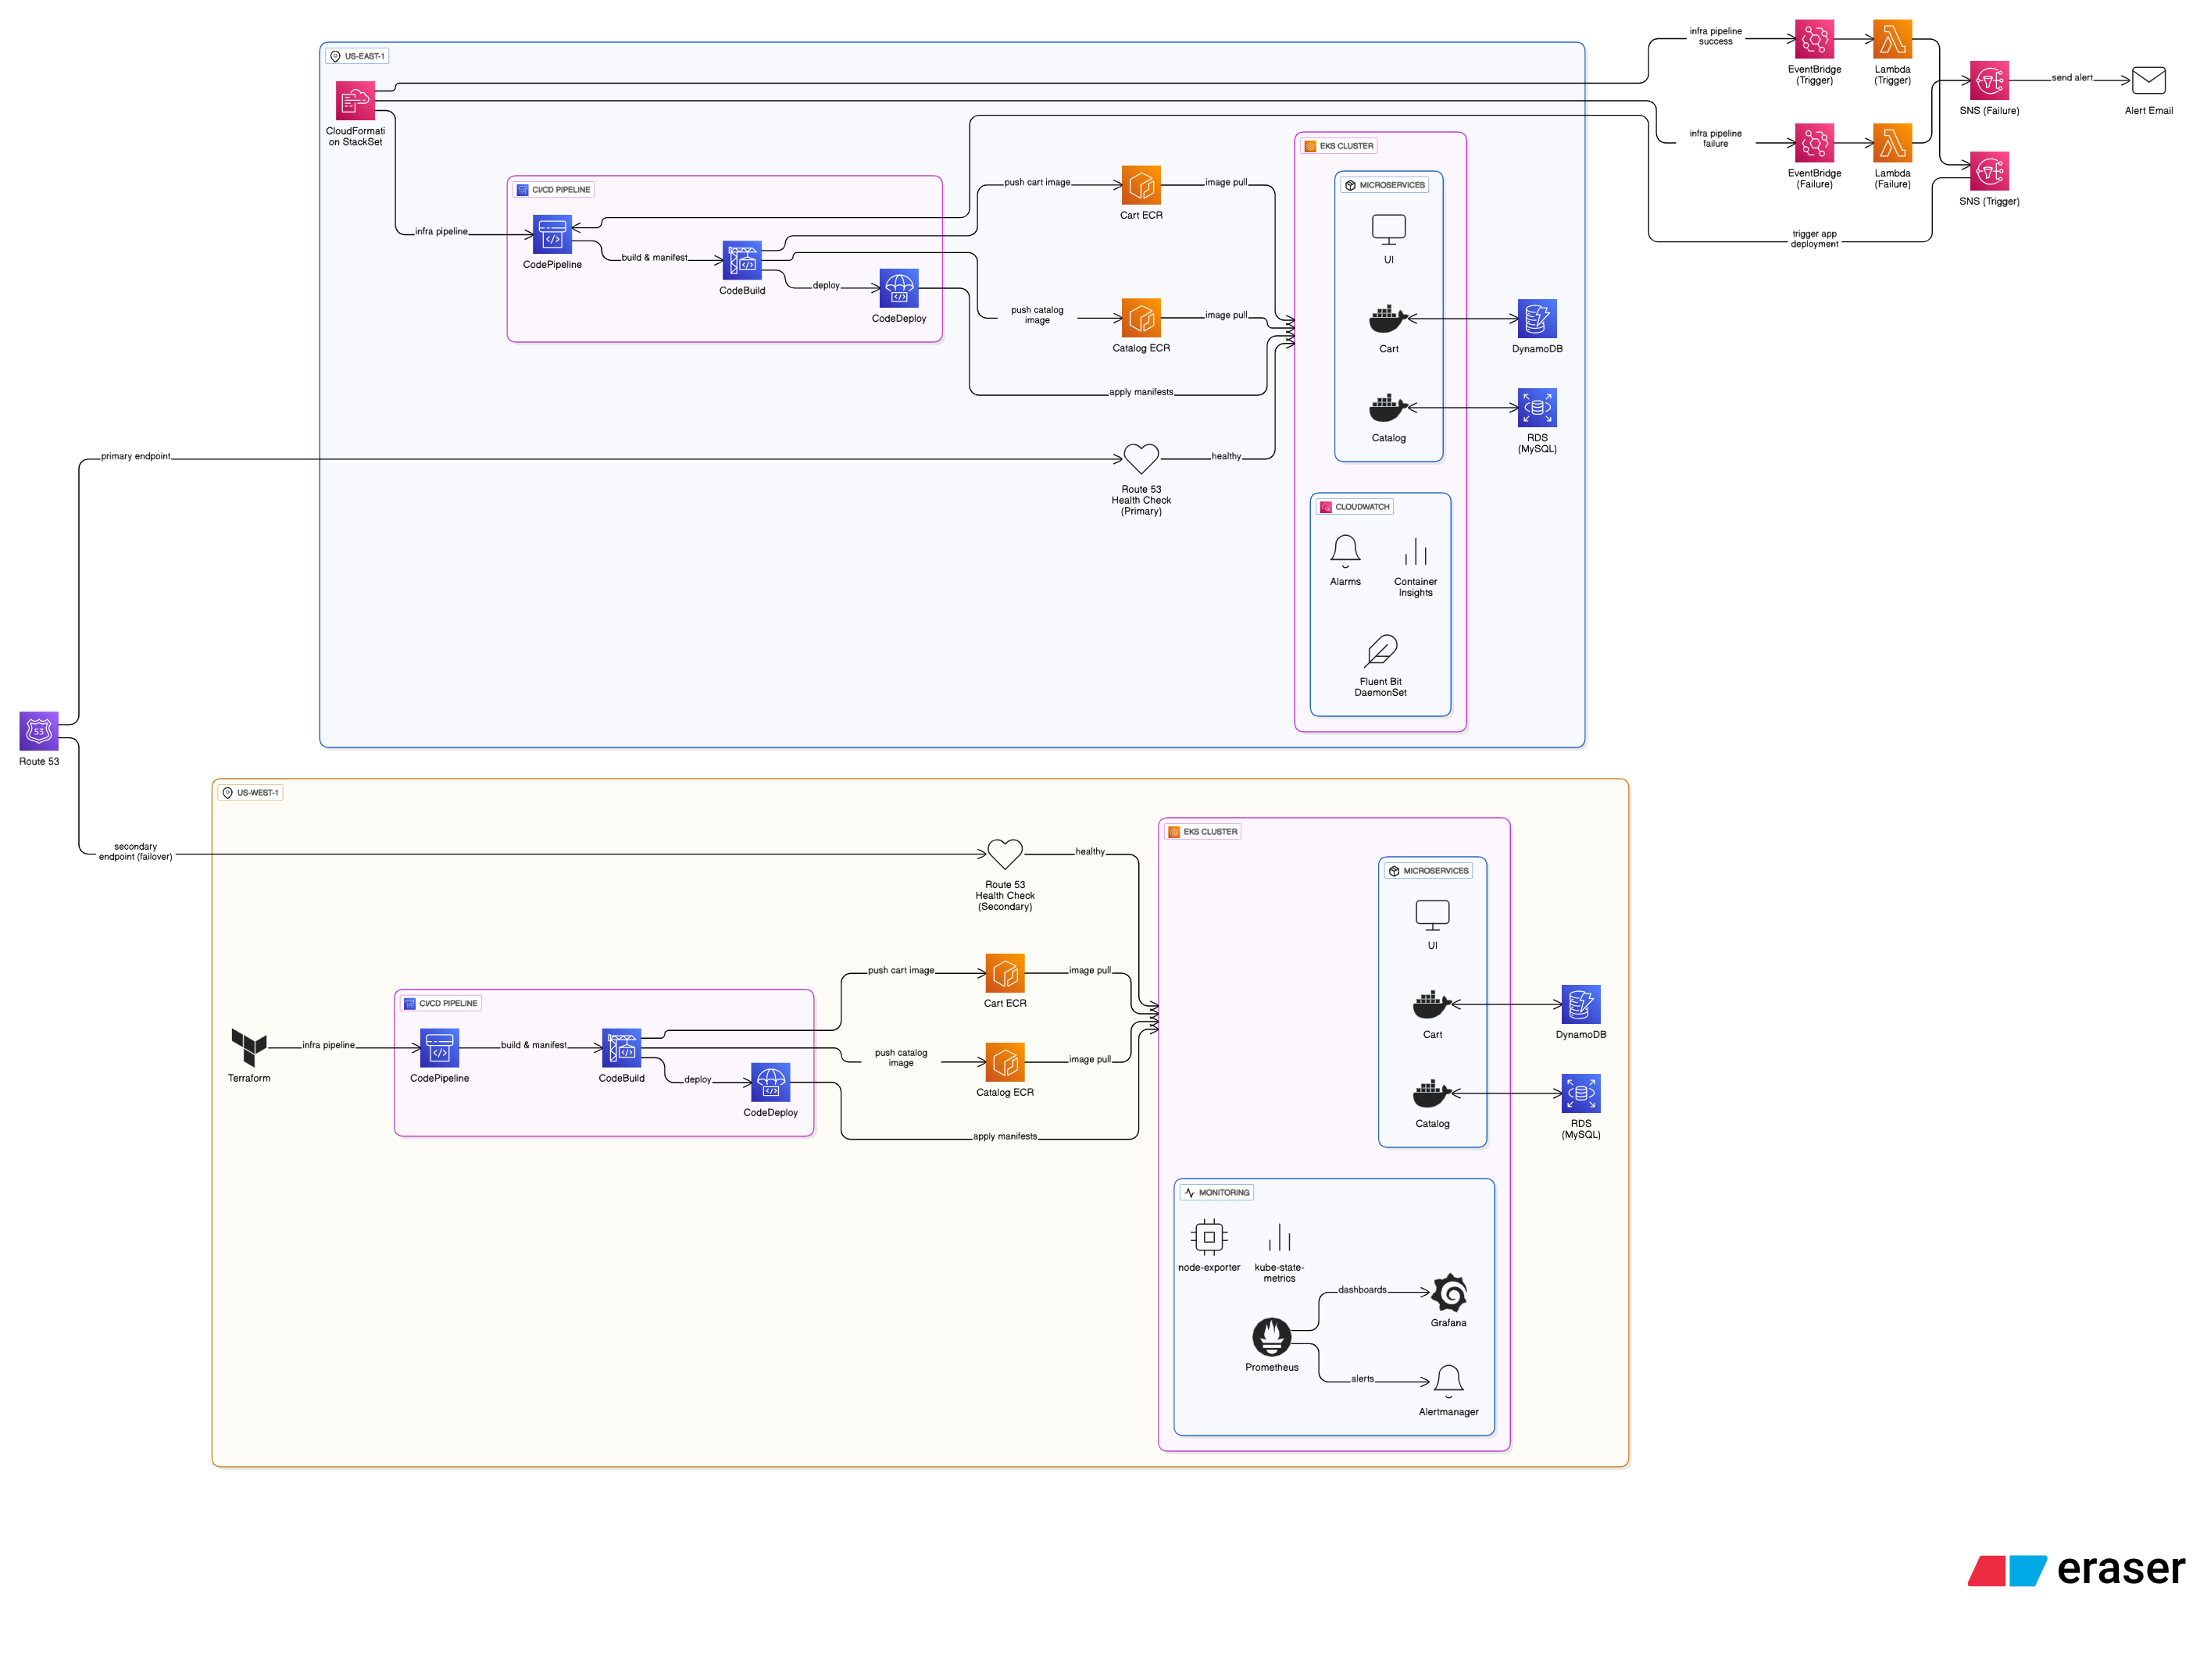 infra pipeline
success
EventBridge
(Trigger)
Lambda
(Trigger)
SNS (Failure)
send alert
Alert Email
infra pipeline
failure
EventBridge
(Failure)
Lambda
(Failure)
SNS (Trigger)
trigger app
deployment
US-EAST-1
CloudFormati
on StackSet
infra pipeline
CI/CD PIPELINE
CodePipeline
build & manifest
CodeBuild
deploy
CodeDeploy
push cart image
Cart ECR
image pull
push catalog
image
Catalog ECR
image pull
apply manifests
EKS CLUSTER
MICROSERVICES
UI
Cart
Catalog
DynamoDB
RDS
(MySQL)
primary endpoint
Route 53
Health Check
(Primary)
healthy
CLOUDWATCH
Alarms
Container
Insights
Fluent Bit
DaemonSet
53
Route 53
US-WEST-1
secondary
endpoint (failover)
Route 53
Health Check
(Secondary)
healthy
EKS CLUSTER
MICROSERVICES
UI
Cart
Catalog
DynamoDB
RDS
(MySQL)
Terraform
infra pipeline
CI/CD PIPELINE
CodePipeline
build & manifest
CodeBuild
deploy
CodeDeploy
push cart image
Cart ECR
image pull
push catalog
image
Catalog ECR
image pull
apply manifests
MONITORING
node-exporter
kube-state-
metrics
Prometheus
dashboards
Grafana
alerts
Alertmanager
eraser